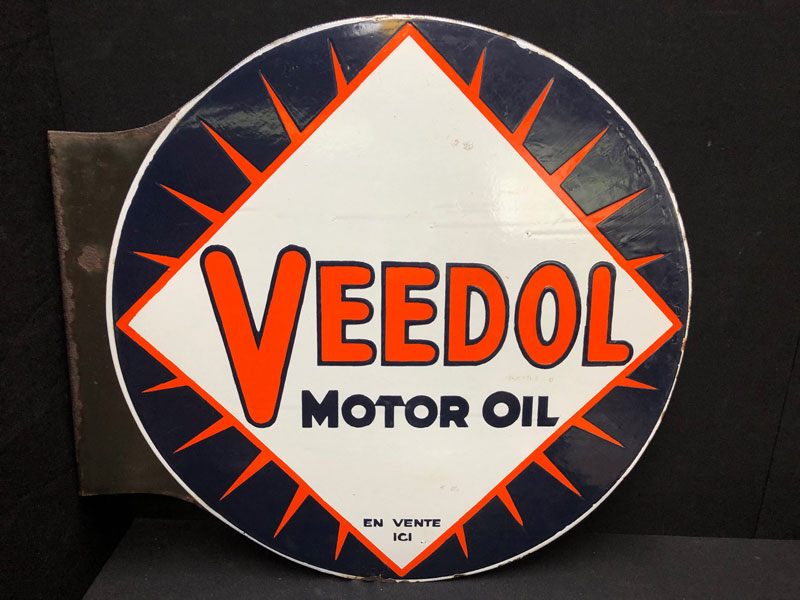 VEEDOL
MOTOR OIL
EN VENTE
ICI